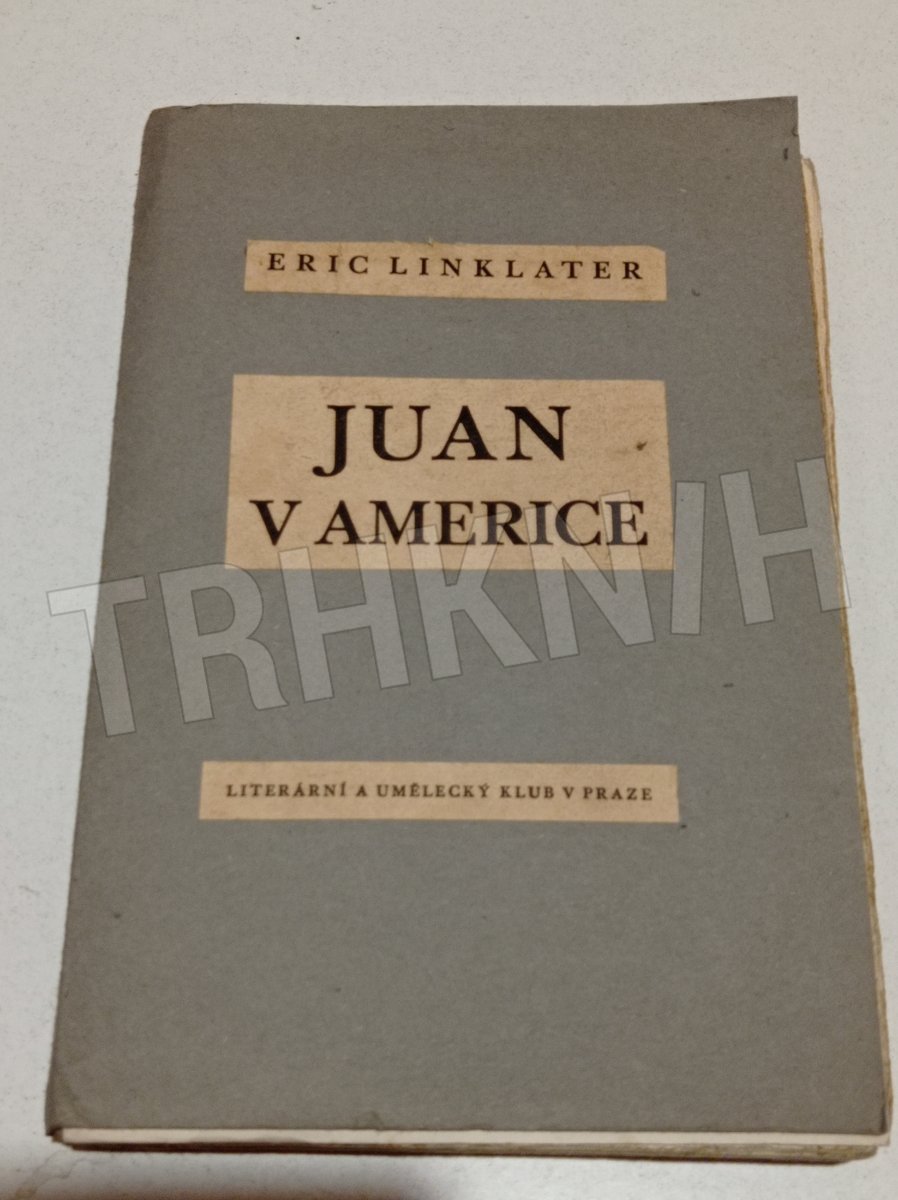 ERIC LINKLATER
JUAN
V AMERICE
TRHKNIH
LITERÁRNÍ A UMĚLECKÝ KLUB V PRAZE